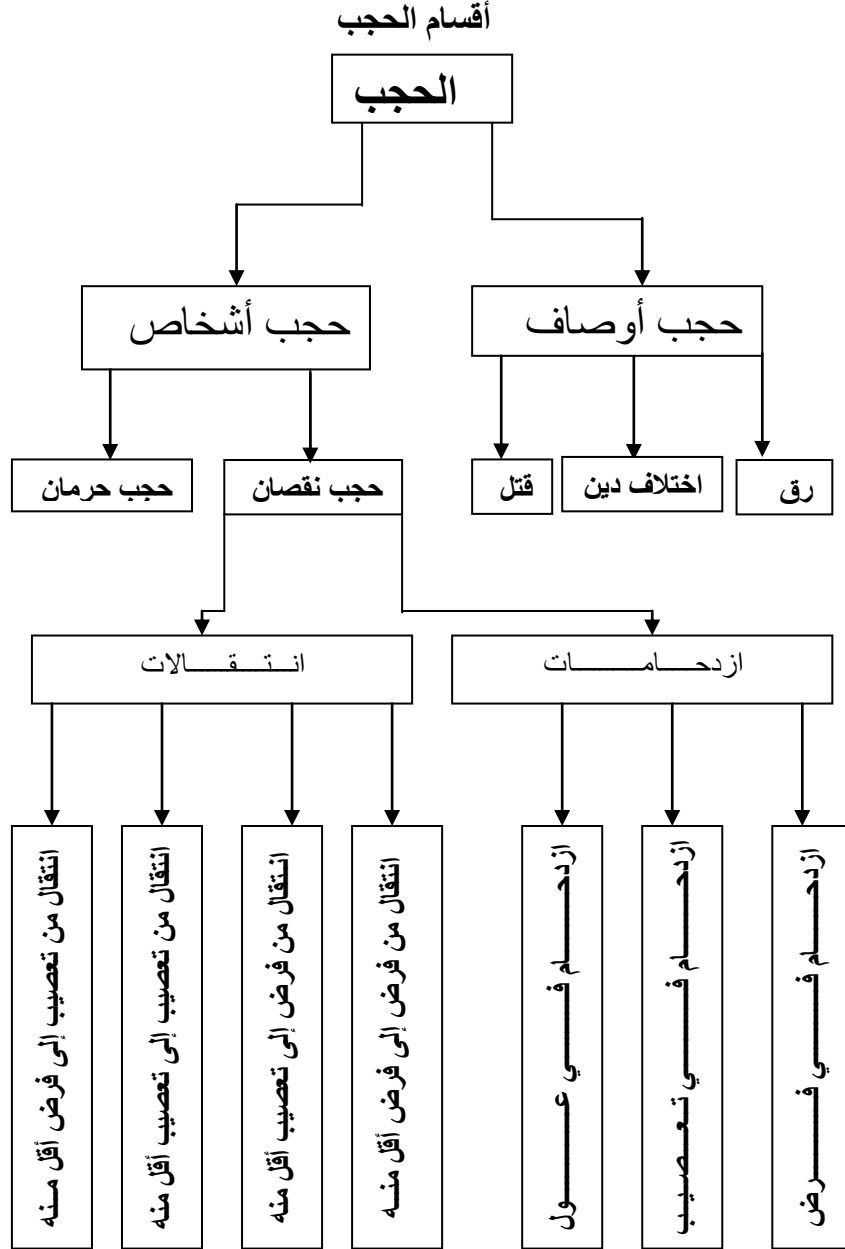 أقسام الحجب
الحجب
حجب أوصاف
حجب أشخاص
رق
اختلاف دين
قتل
حجب نقصان
حجب حرمان
ازدحامات
انتقالات
ازدحام في فرض
ازدحام في تعصيب
ازدحام في عول
انتقال من فرض إلى فرض أقل منه
انتقال من فرض إلى تعصيب أقل منه
انتقال من تعصيب إلى تعصيب أقل منه
انتقال من تعصيب إلى فرض أقل منه